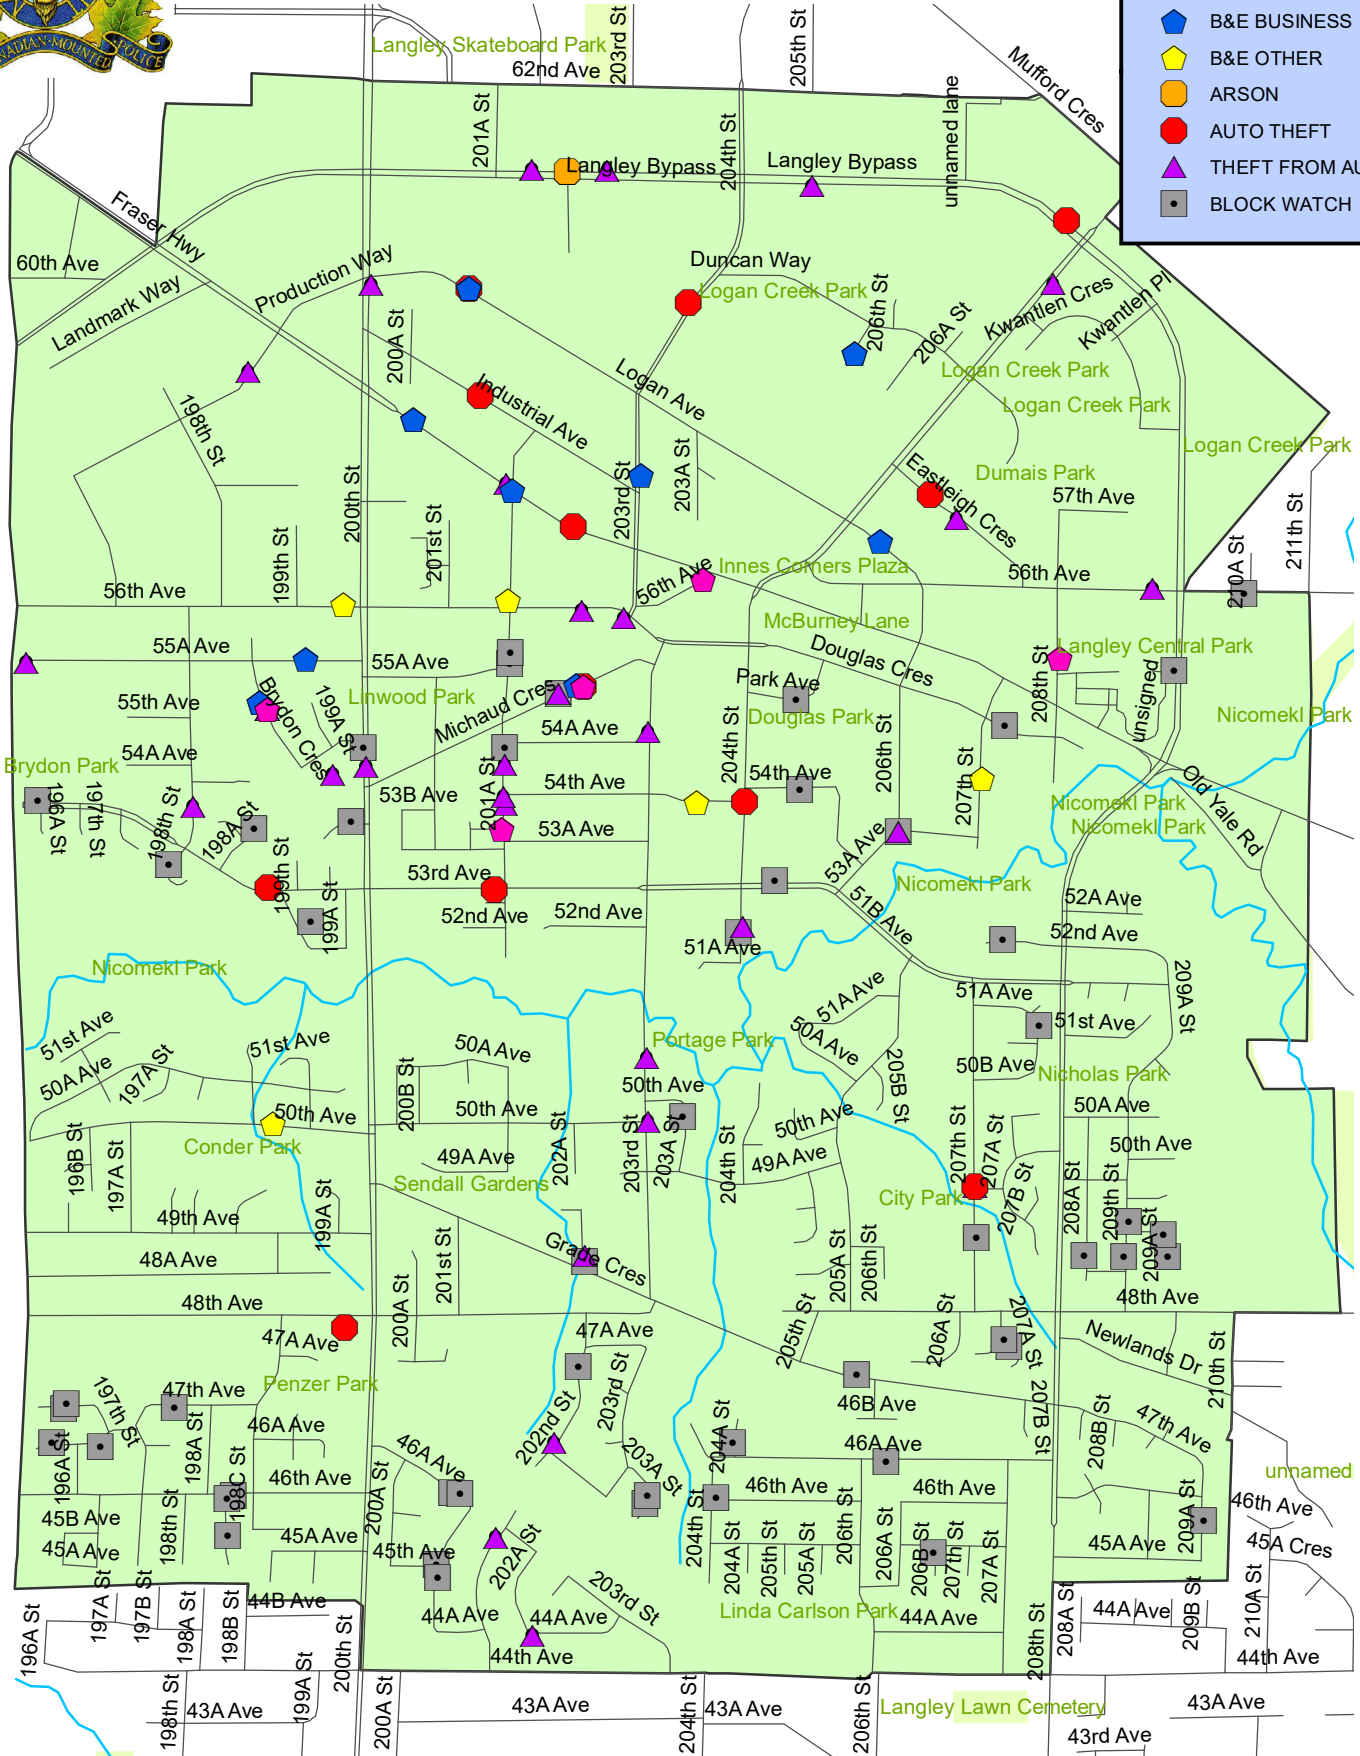 NADIAN-MOUNTED
POLICE
B&E BUSINESS
B&E OTHER
ARSON
AUTO THEFT
THEFT FROM AU
BLOCK WATCH
Langley Skateboard Park
62nd Ave
203rd St
205th St
Mufford Cres
201A St
204th St
unnamed lane
Langley Bypass
Langley Bypass
Fraser Hwy
60th Ave
Landmark Way
Production Way
Duncan Way
Logan Creek Park
206th St
206A St
Kwantlen Cres
Kwantlen Pl
200A St
Industrial Ave
Logan Ave
Logan Creek Park
Logan Creek Park
Logan Creek Park
198th St
200th St
203rd St
203A St
Eastleigh Cres
Dumais Park
57th Ave
211th St
199th St
201st St
56th Ave
56th Ave
Innes Corners Plaza
56th Ave
210A St
McBurney Lane
Douglas Cres
55A Ave
55A Ave
Langley Central Park
208th St
unsigned
Brydon Cres
199A St
Linwood Park
Michaud Cres
Park Ave
Douglas Park
55th Ave
54A Ave
54A Ave
204th St
206th St
207th St
Nicomekl Park
Brydon Park
54th Ave
54th Ave
53B Ave
201A St
196A St
197th St
198th St
198A St
Nicomekl Park
Nicomekl Park
Old Yale Rd
53A Ave
53A Ave
199th St
53rd Ave
Nicomekl Park
52nd Ave
52nd Ave
199A St
51B Ave
52A Ave
52nd Ave
51A Ave
Nicomekl Park
209A St
51A Ave
51A Ave
51st Ave
51st Ave
51st Ave
50A Ave
50A Ave
50A Ave
Portage Park
50B Ave
Nicholas Park
197A St
200B St
50th Ave
50th Ave
50th Ave
50th Ave
205B St
50A Ave
50th Ave
Conder Park
196B St
197A St
202A St
203rd St
203A St
204th St
49A Ave
49A Ave
207th St
207A St
207B St
Sendall Gardens
City Park
208A St
209th St
209A St
199A St
49th Ave
48A Ave
201st St
Grade Cres
205A St
206th St
48th Ave
48th Ave
200A St
47A Ave
47A Ave
205th St
206A St
207A St
Newlands Dr
210th St
Penzer Park
47th Ave
197th St
203rd St
46B Ave
207B St
208B St
47th Ave
46A Ave
198A St
202nd St
204A St
46A Ave
46A Ave
203A St
unnamed
196A St
198C St
46th Ave
200A St
46th Ave
46th Ave
46th Ave
45B Ave
198th St
204th St
206th St
209A St
45A Ave
45A Ave
45th Ave
202A St
204A St
205th St
205A St
206A St
206B St
207th St
207A St
45A Ave
45A Cres
203rd St
44B Ave
44A Ave
44A Ave
Linda Carlson Park
44A Ave
44A Ave
196A St
197A St
197B St
198A St
198B St
200th St
44th Ave
208th St
208A St
209B St
210A St
44th Ave
198th St
199A St
200A St
204th St
206th St
43A Ave
43A Ave
43A Ave
Langley Lawn Cemetery
43A Ave
43rd Ave